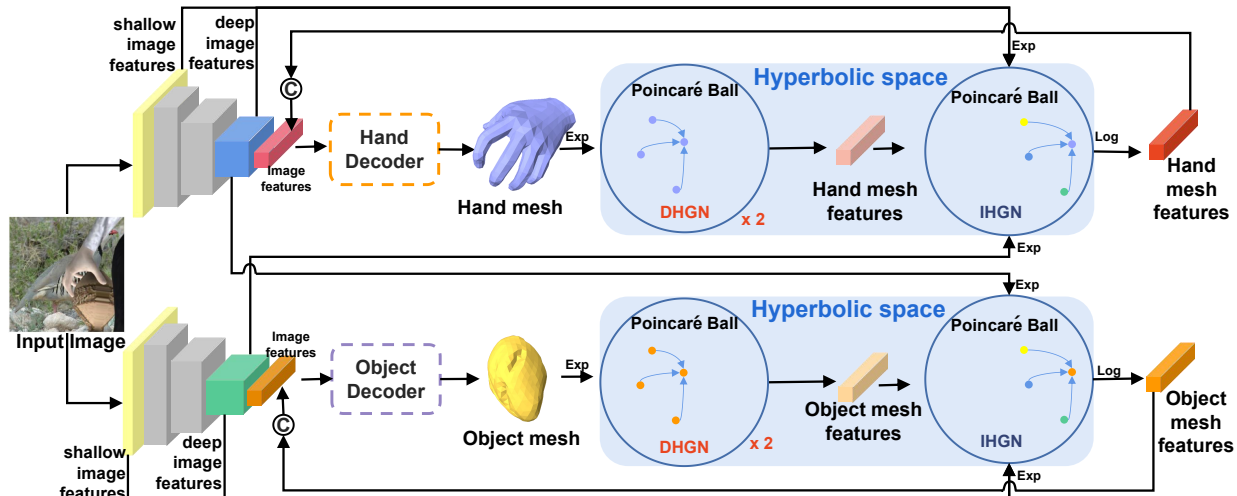 shallow
image
features
deep
image
features
Exp
Hyperbolic space
C
Poincaré Ball
Poincaré Ball
Hand
Decoder
Exp
Log
Image
features
Hand mesh
DHGN
x 2
Hand mesh
features
IHGN
Hand
mesh
features
Exp
Input Image
Exp
Hyperbolic space
Image
features
Poincaré Ball
Poincaré Ball
Object
Decoder
Exp
Log
C
Object mesh
DHGN
x 2
Object mesh
features
IHGN
Object
mesh
features
shallow
image
features
deep
image
features
Exp